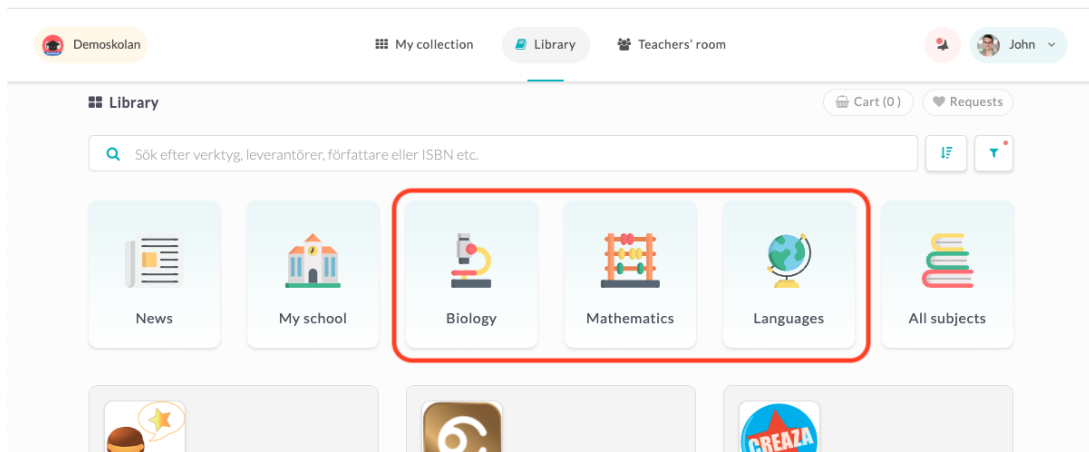 Demoskolan
My collection
Library
Teachers' room
John
Library
Cart (0 )
Requests
Sök efter verktyg, leverantörer, författare eller ISBN etc.
News
My school
Biology
Mathematics
Languages
All subjects
CREAZA